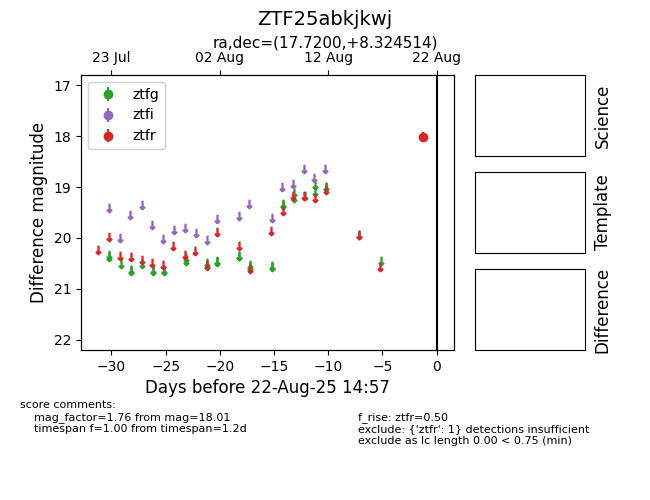 ZTF25abkjkwj
ra,dec=(17.7200,+8.324514)
23 Jul 02 Aug 12 Aug 22 Aug
ztfg
ztfi
ztfr
17
18
19
20
21
22
Difference magnitude
−30 −25 −20 −15 −10 −5 0
Days before 22-Aug-25 14:57
Science
Template
Difference
score comments:
mag_factor=1.76 from mag=18.01
timespan f=1.00 from timespan=1.2d
f_rise: ztfr=0.50
exclude: {'ztfr': 1} detections insufficient
exclude as lc length 0.00 < 0.75 (min)